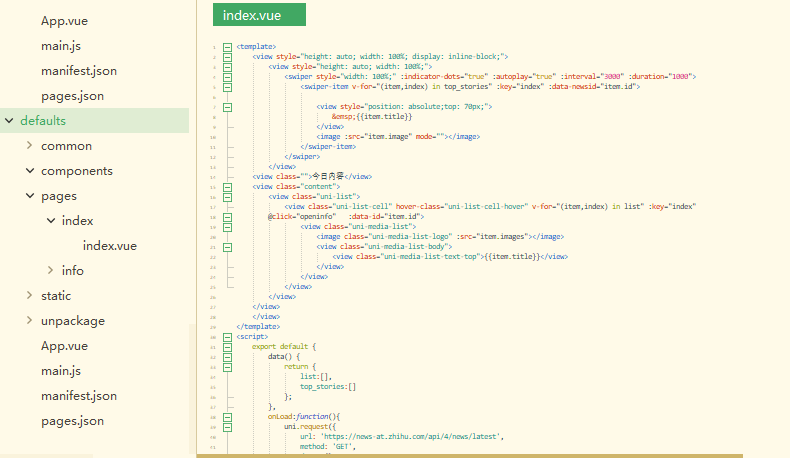 App.vue
main.js
manifest.json
pages.json
defaults
common
components
pages
index
index.vue
info
static
unpackage
App.vue
main.js
manifest.json
pages.json
index.vue
1 <template>
2 <view style="height: auto; width: 100%; display: inline-block;">
3 <view style="height: auto; width: 100%;">
4 <swiper style="width: 100%;" :indicator-dots="true" :autoplay="true" :interval="3000" :duration="1000">
5 <swiper-item v-for="(item,index) in top_stories" :key="index" :data-newsid="item.id">
6
7 <view style="position: absolute;top: 70px;">
8 &emsp;{{item.title}}
9 </view>
10 <image :src="item.image" mode=""></image>
11 </swiper-item>
12 </swiper>
13 </view>
14 <view class="">今日内容</view>
15 <view class="content">
16 <view class="uni-list">
17 <view class="uni-list-cell" hover-class="uni-list-cell-hover" v-for="(item,index) in list" :key="index"
18 @click="openinfo" :data-id="item.id">
19 <view class="uni-media-list">
20 <image class="uni-media-list-logo" :src="item.images"></image>
21 <view class="uni-media-list-body">
22 <view class="uni-media-list-text-top">{{item.title}}</view>
23 </view>
24 </view>
25 </view>
26 </view>
27 </view>
28 </view>
29 </template>
30 <script>
31 export default {
32 data() {
33 return {
34 list:[],
35 top_stories:[]
36 };
37 },
38 onLoad:function(){
39 uni.request({
40 url: 'https://news-at.zhihu.com/api/4/news/latest',
41 method: 'GET',